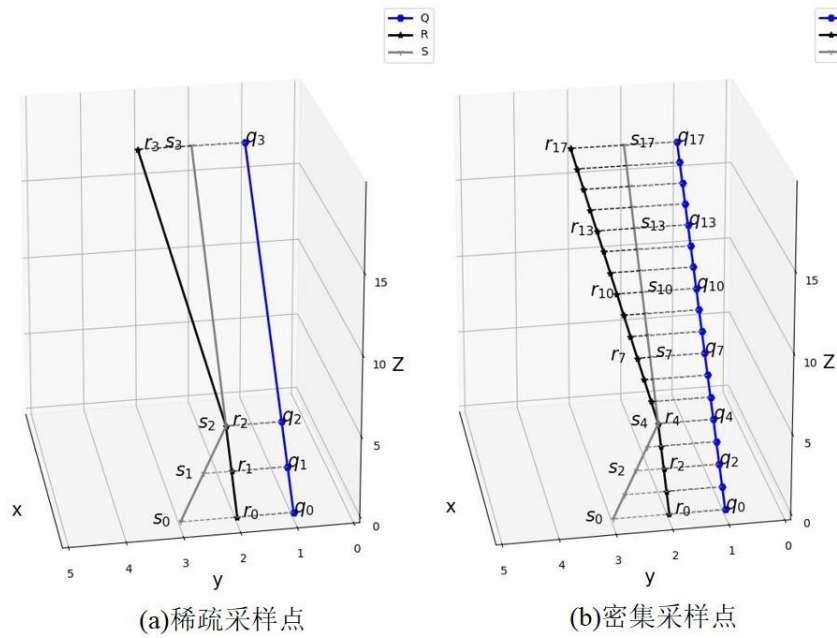 Q
R
S
r₃ s₃ q₃
s₂ r₂ q₂
s₁ r₁ q₁
s₀ r₀ q₀
x
y
Z
5 4 3 2 1 0
0 5 10 15
(a)稀疏采样点
r₁₇ s₁₇ q₁₇
r₁₃ s₁₃ q₁₃
r₁₀ s₁₀ q₁₀
r₇ s₇ q₇
s₄ r₄ q₄
s₂ r₂ q₂
s₀ r₀ q₀
x
y
Z
5 4 3 2 1 0
0 5 10 15
(b)密集采样点